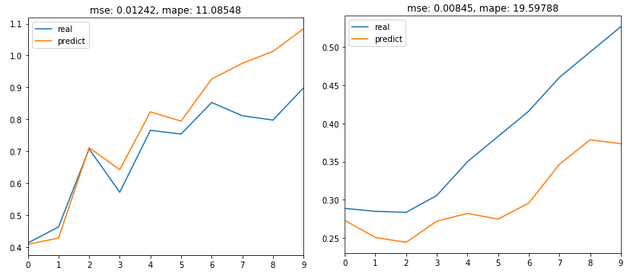 mse: 0.01242, mape: 11.08548
real
predict
1.1
1.0
0.9
0.8
0.7
0.6
0.5
0.4
0 1 2 3 4 5 6 7 8 9
mse: 0.00845, mape: 19.59788
real
predict
0.50
0.45
0.40
0.35
0.30
0.25
0 1 2 3 4 5 6 7 8 9